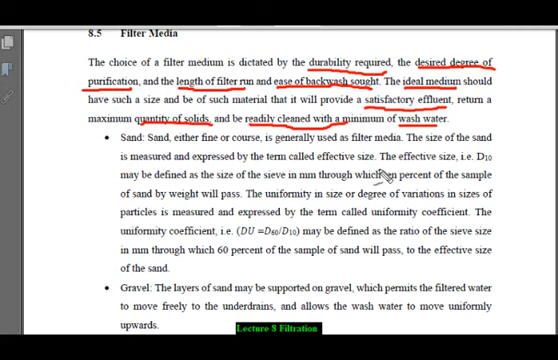 8.5 Filter Media
The choice of a filter medium is dictated by the durability required, the desired degree of
purification, and the length of filter run and ease of backwash sought. The ideal medium should
have such a size and be of such material that it will provide a satisfactory effluent, return a
maximum quantity of solids, and be readily cleaned with a minimum of wash water.
• Sand: Sand, either fine or course, is generally used as filter media. The size of the sand
is measured and expressed by the term called effective size. The effective size, i.e. D10
may be defined as the size of the sieve in mm through which percent of the sample
of sand by weight will pass. The uniformity in size or degree of variations in sizes of
particles is measured and expressed by the term called uniformity coefficient. The
uniformity coefficient, i.e. (DU =D60/D10) may be defined as the ratio of the sieve size
in mm through which 60 percent of the sample of sand will pass, to the effective size
of the sand.
• Gravel: The layers of sand may be supported on gravel, which permits the filtered water
to move freely to the underdrains, and allows the wash water to move uniformly
upwards.
Lecture 8 Filtration